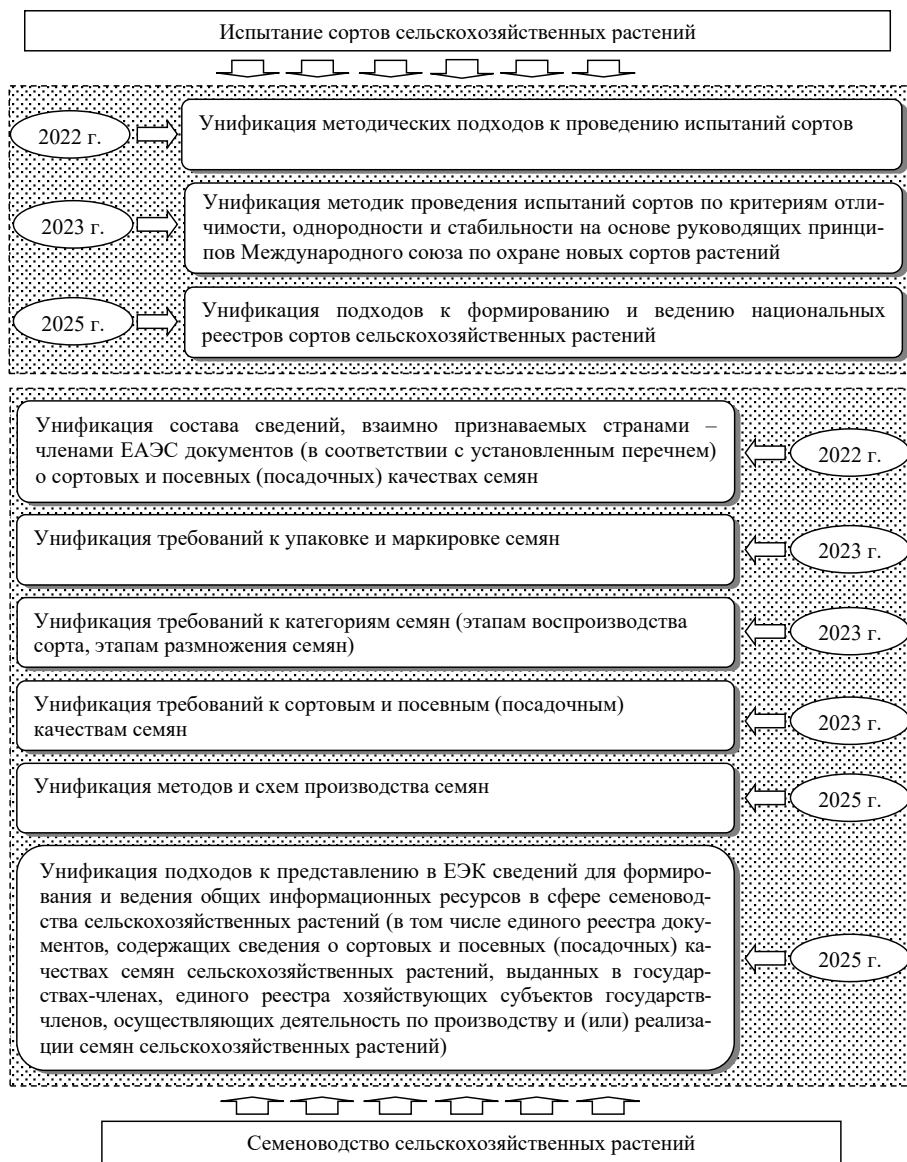 Испытание сортов сельскохозяйственных растений
2022 г.
Унификация методических подходов к проведению испытаний сортов
2023 г.
Унификация методик проведения испытаний сортов по критериям отли-
чимости, однородности и стабильности на основе руководящих принци-
пов Международного союза по охране новых сортов растений
2025 г.
Унификация подходов к формированию и ведению национальных
реестров сортов сельскохозяйственных растений
Унификация состава сведений, взаимно признаваемых странами –
членами ЕАЭС документов (в соответствии с установленным перечнем)
о сортовых и посевных (посадочных) качествах семян
2022 г.
Унификация требований к упаковке и маркировке семян
2023 г.
Унификация требований к категориям семян (этапам воспроизводства
сорта, этапам размножения семян)
2023 г.
Унификация требований к сортовым и посевным (посадочным)
качествам семян
2023 г.
Унификация методов и схем производства семян
2025 г.
Унификация подходов к представлению в ЕЭК сведений для формиро-
вания и ведения общих информационных ресурсов в сфере семеновод-
ства сельскохозяйственных растений (в том числе единого реестра доку-
ментов, содержащих сведения о сортовых и посевных (посадочных) ка-
чествах семян сельскохозяйственных растений, выданных в государ-
ствах-членах, единого реестра хозяйствующих субъектов государств-
членов, осуществляющих деятельность по производству и (или) реализа-
ции семян сельскохозяйственных растений)
2025 г.
Семеноводство сельскохозяйственных растений